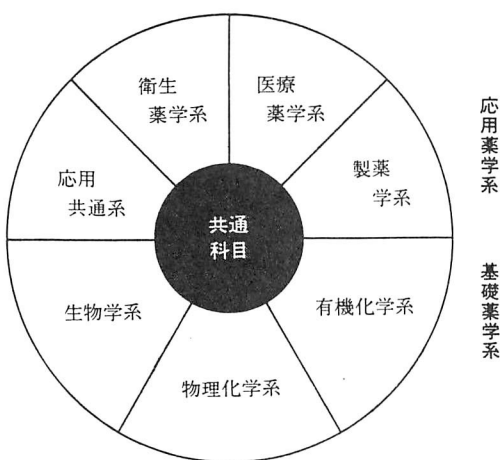 衛生
薬学系
医療
薬学系
応用
共通系
製薬
学系
共通
科目
生物学系
有機化学系
物理化学系
応用薬学系
基礎薬学系